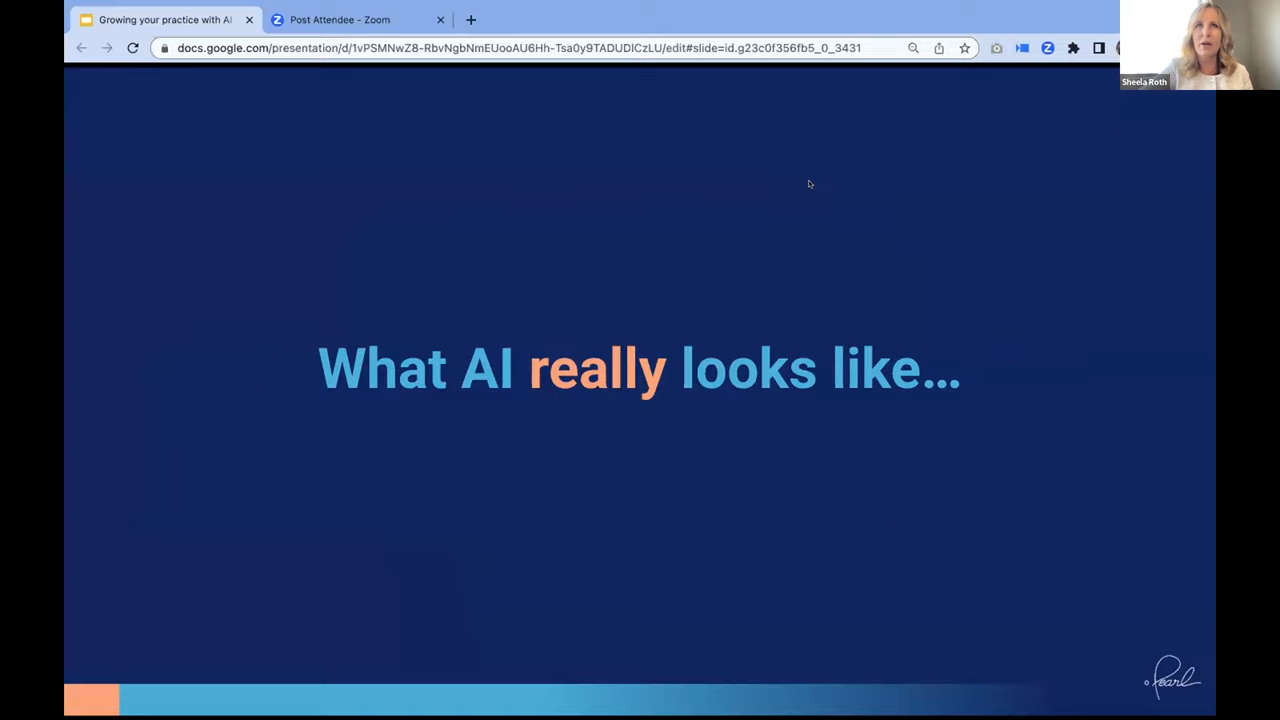 Growing your practice with AI
Post Attendee - Zoom
docs.google.com/presentation/d/1vPSMNwZ8-RbvNgbNmEUooAU6Hh-Tsa0y9TADUDlCzLU/edit#slide=id.g23c0f356fb5_0_3431
Sheela Roth
What AI really looks like…
Pearl